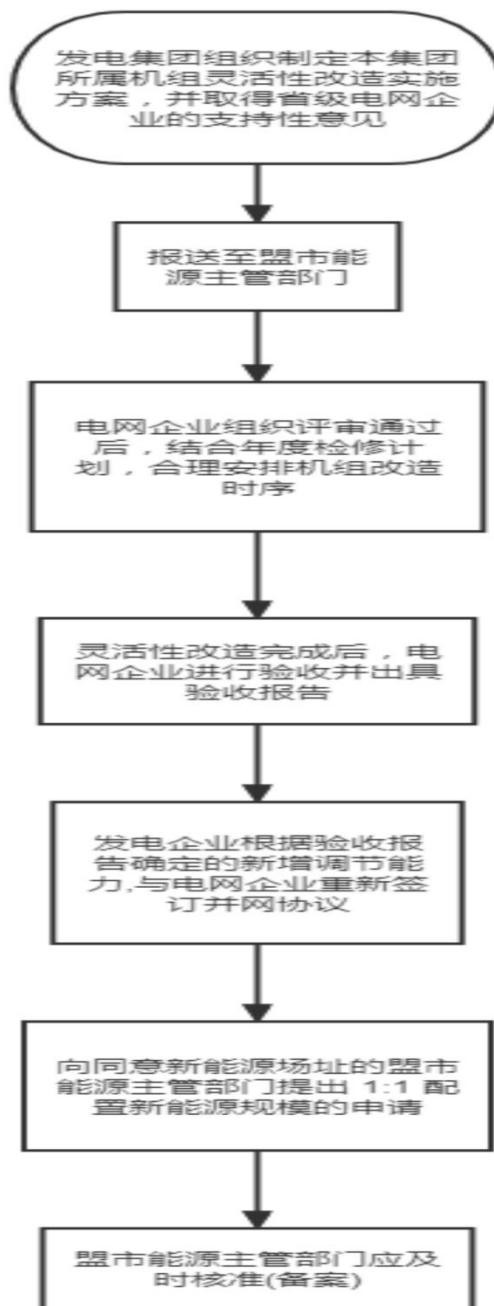 发电集团组织制定本集团
所属机组灵活性改造实施
方案，并取得省级电网企
业的支持性意见
报送至盟市能
源主管部门
电网企业组织评审通过
后，结合年度检修计
划，合理安排机组改造
时序
灵活性改造完成后，电
网企业进行验收并出具
验收报告
发电企业根据验收报
告确定的新增调节能
力,与电网企业重新签
订并网协议
向同意新能源场址的盟市
能源主管部门提出 1:1 配
置新能源规模的申请
盟市能源主管部门应及
时核准(备案)